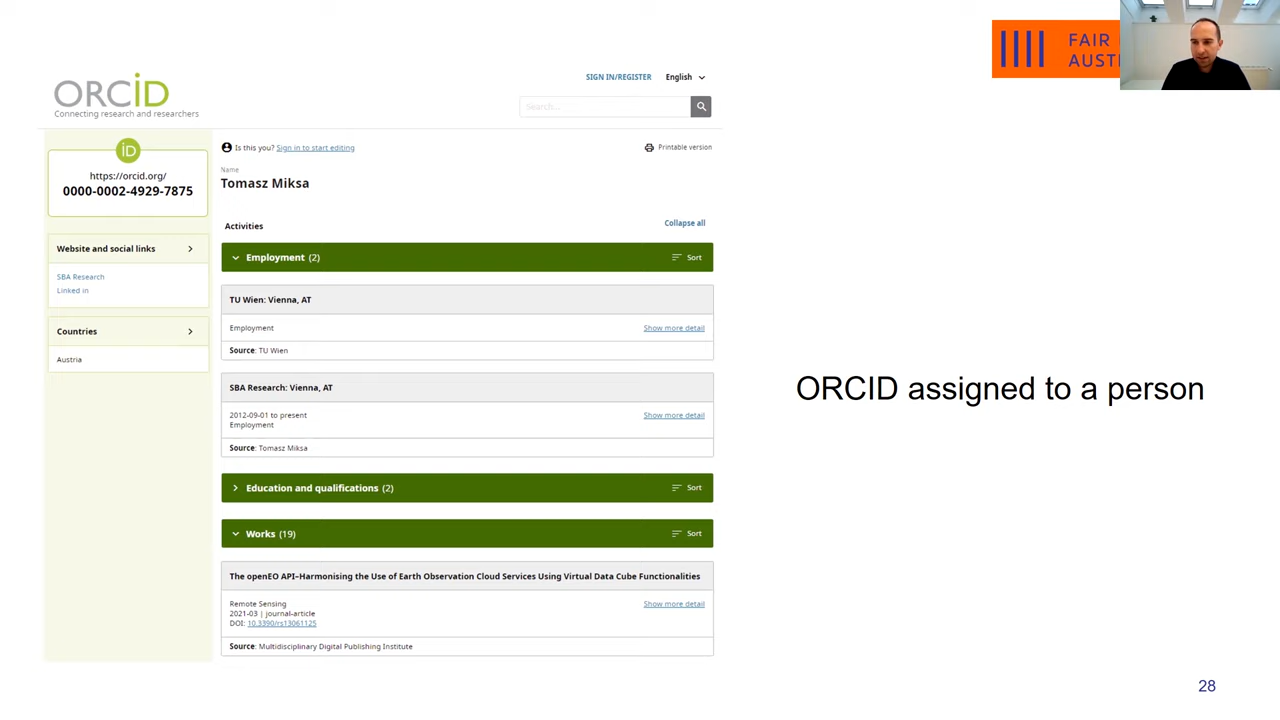 FAIR
AUST
ORCID
Connecting research and researchers
SIGN IN/REGISTER English
Search...
iD
https://orcid.org/
0000-0002-4929-7875
Website and social links
SBA Research
Linked in
Countries
Austria
Is this you? Sign in to start editing
Printable version
Name
Tomasz Miksa
Activities
Collapse all
Employment (2)
Sort
TU Wien: Vienna, AT
Employment
Show more detail
Source: TU Wien
SBA Research: Vienna, AT
2012-09-01 to present
Show more detail
Employment
Source: Tomasz Miksa
Education and qualifications (2)
Sort
Works (19)
Sort
The openEO API–Harmonising the Use of Earth Observation Cloud Services Using Virtual Data Cube Functionalities
Remote Sensing
Show more detail
2021-03 | journal-article
DOI: 10.3390/rs13061125
Source: Multidisciplinary Digital Publishing Institute
ORCID assigned to a person
28